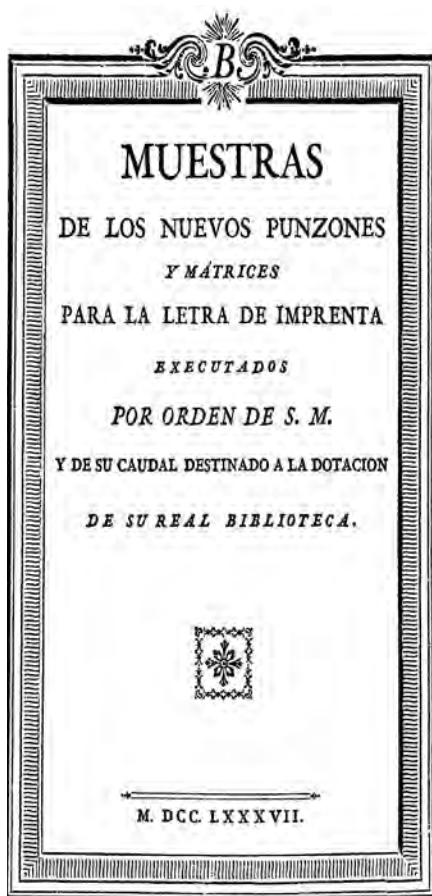 B
MUESTRAS
DE LOS NUEVOS PUNZONES
Y MÁTRICES
PARA LA LETRA DE IMPRENTA
EXECUTADOS
POR ORDEN DE S. M.
Y DE SU CAUDAL DESTINADO A LA DOTACION
DE SU REAL BIBLIOTECA.
M. DCC. LXXXVII.